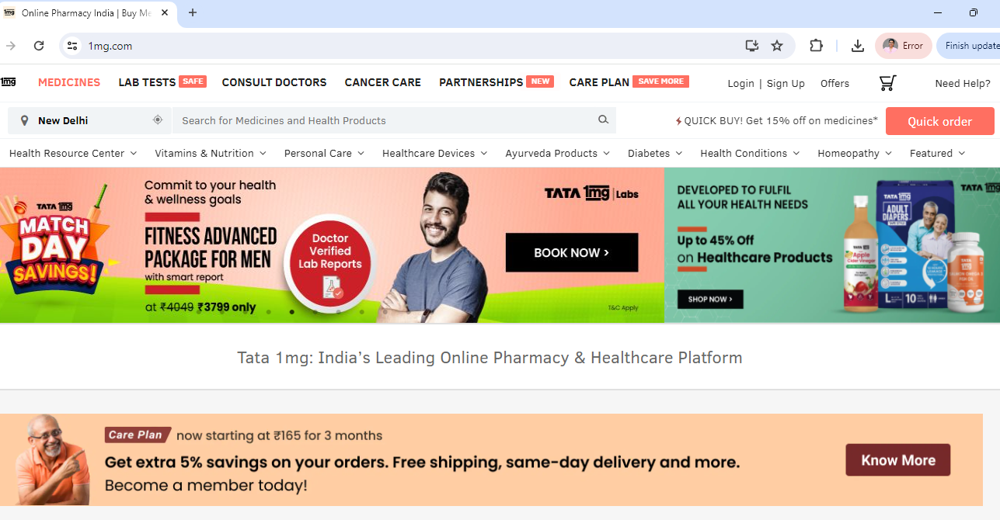 1mg Online Pharmacy India | Buy Me
1mg.com
Error
Finish update
1mg
MEDICINES
LAB TESTS SAFE
CONSULT DOCTORS
CANCER CARE
PARTNERSHIPS NEW
CARE PLAN SAVE MORE
Login | Sign Up
Offers
Need Help?
New Delhi
Search for Medicines and Health Products
QUICK BUY! Get 15% off on medicines*
Quick order
Health Resource Center
Vitamins & Nutrition
Personal Care
Healthcare Devices
Ayurveda Products
Diabetes
Health Conditions
Homeopathy
Featured
TATA 1mg
MATCH
DAY
SAVINGS!
Commit to your health
& wellness goals
FITNESS ADVANCED
PACKAGE FOR MEN
with smart report
at ₹4049 ₹3799 only
Doctor
Verified
Lab Reports
TATA 1mg | Labs
BOOK NOW >
T&C Apply
DEVELOPED TO FULFIL
ALL YOUR HEALTH NEEDS
Up to 45% Off
on Healthcare Products
SHOP NOW >
TATA 1mg
Apple
Cider Vinegar
TATA 1mg
ADULT
DIAPERS
L 10
TATA
1mg
SALMON OMEGA 3
FISH OIL
Tata 1mg: India's Leading Online Pharmacy & Healthcare Platform
Care Plan now starting at ₹165 for 3 months
Get extra 5% savings on your orders. Free shipping, same-day delivery and more.
Become a member today!
Know More